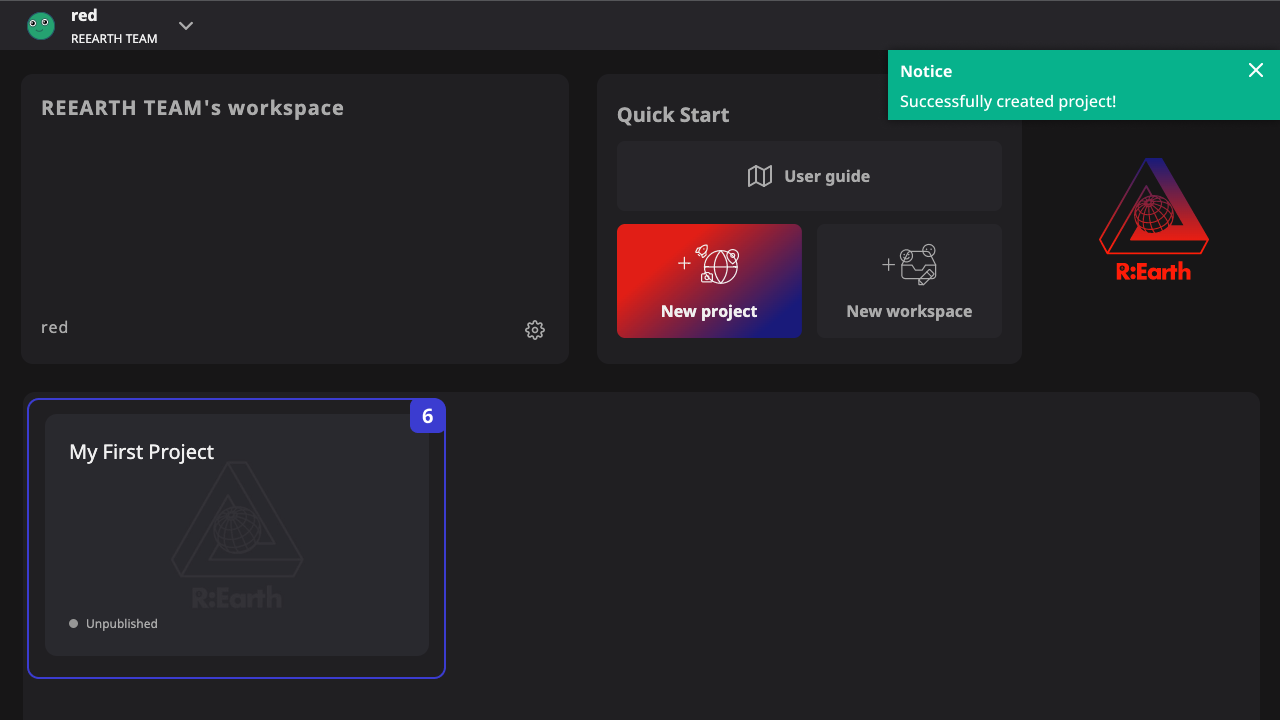 red
REEARTH TEAM
Notice
Successfully created project!
REEARTH TEAM's workspace
red
Quick Start
User guide
New project
New workspace
R:Earth
6
My First Project
R:Earth
Unpublished